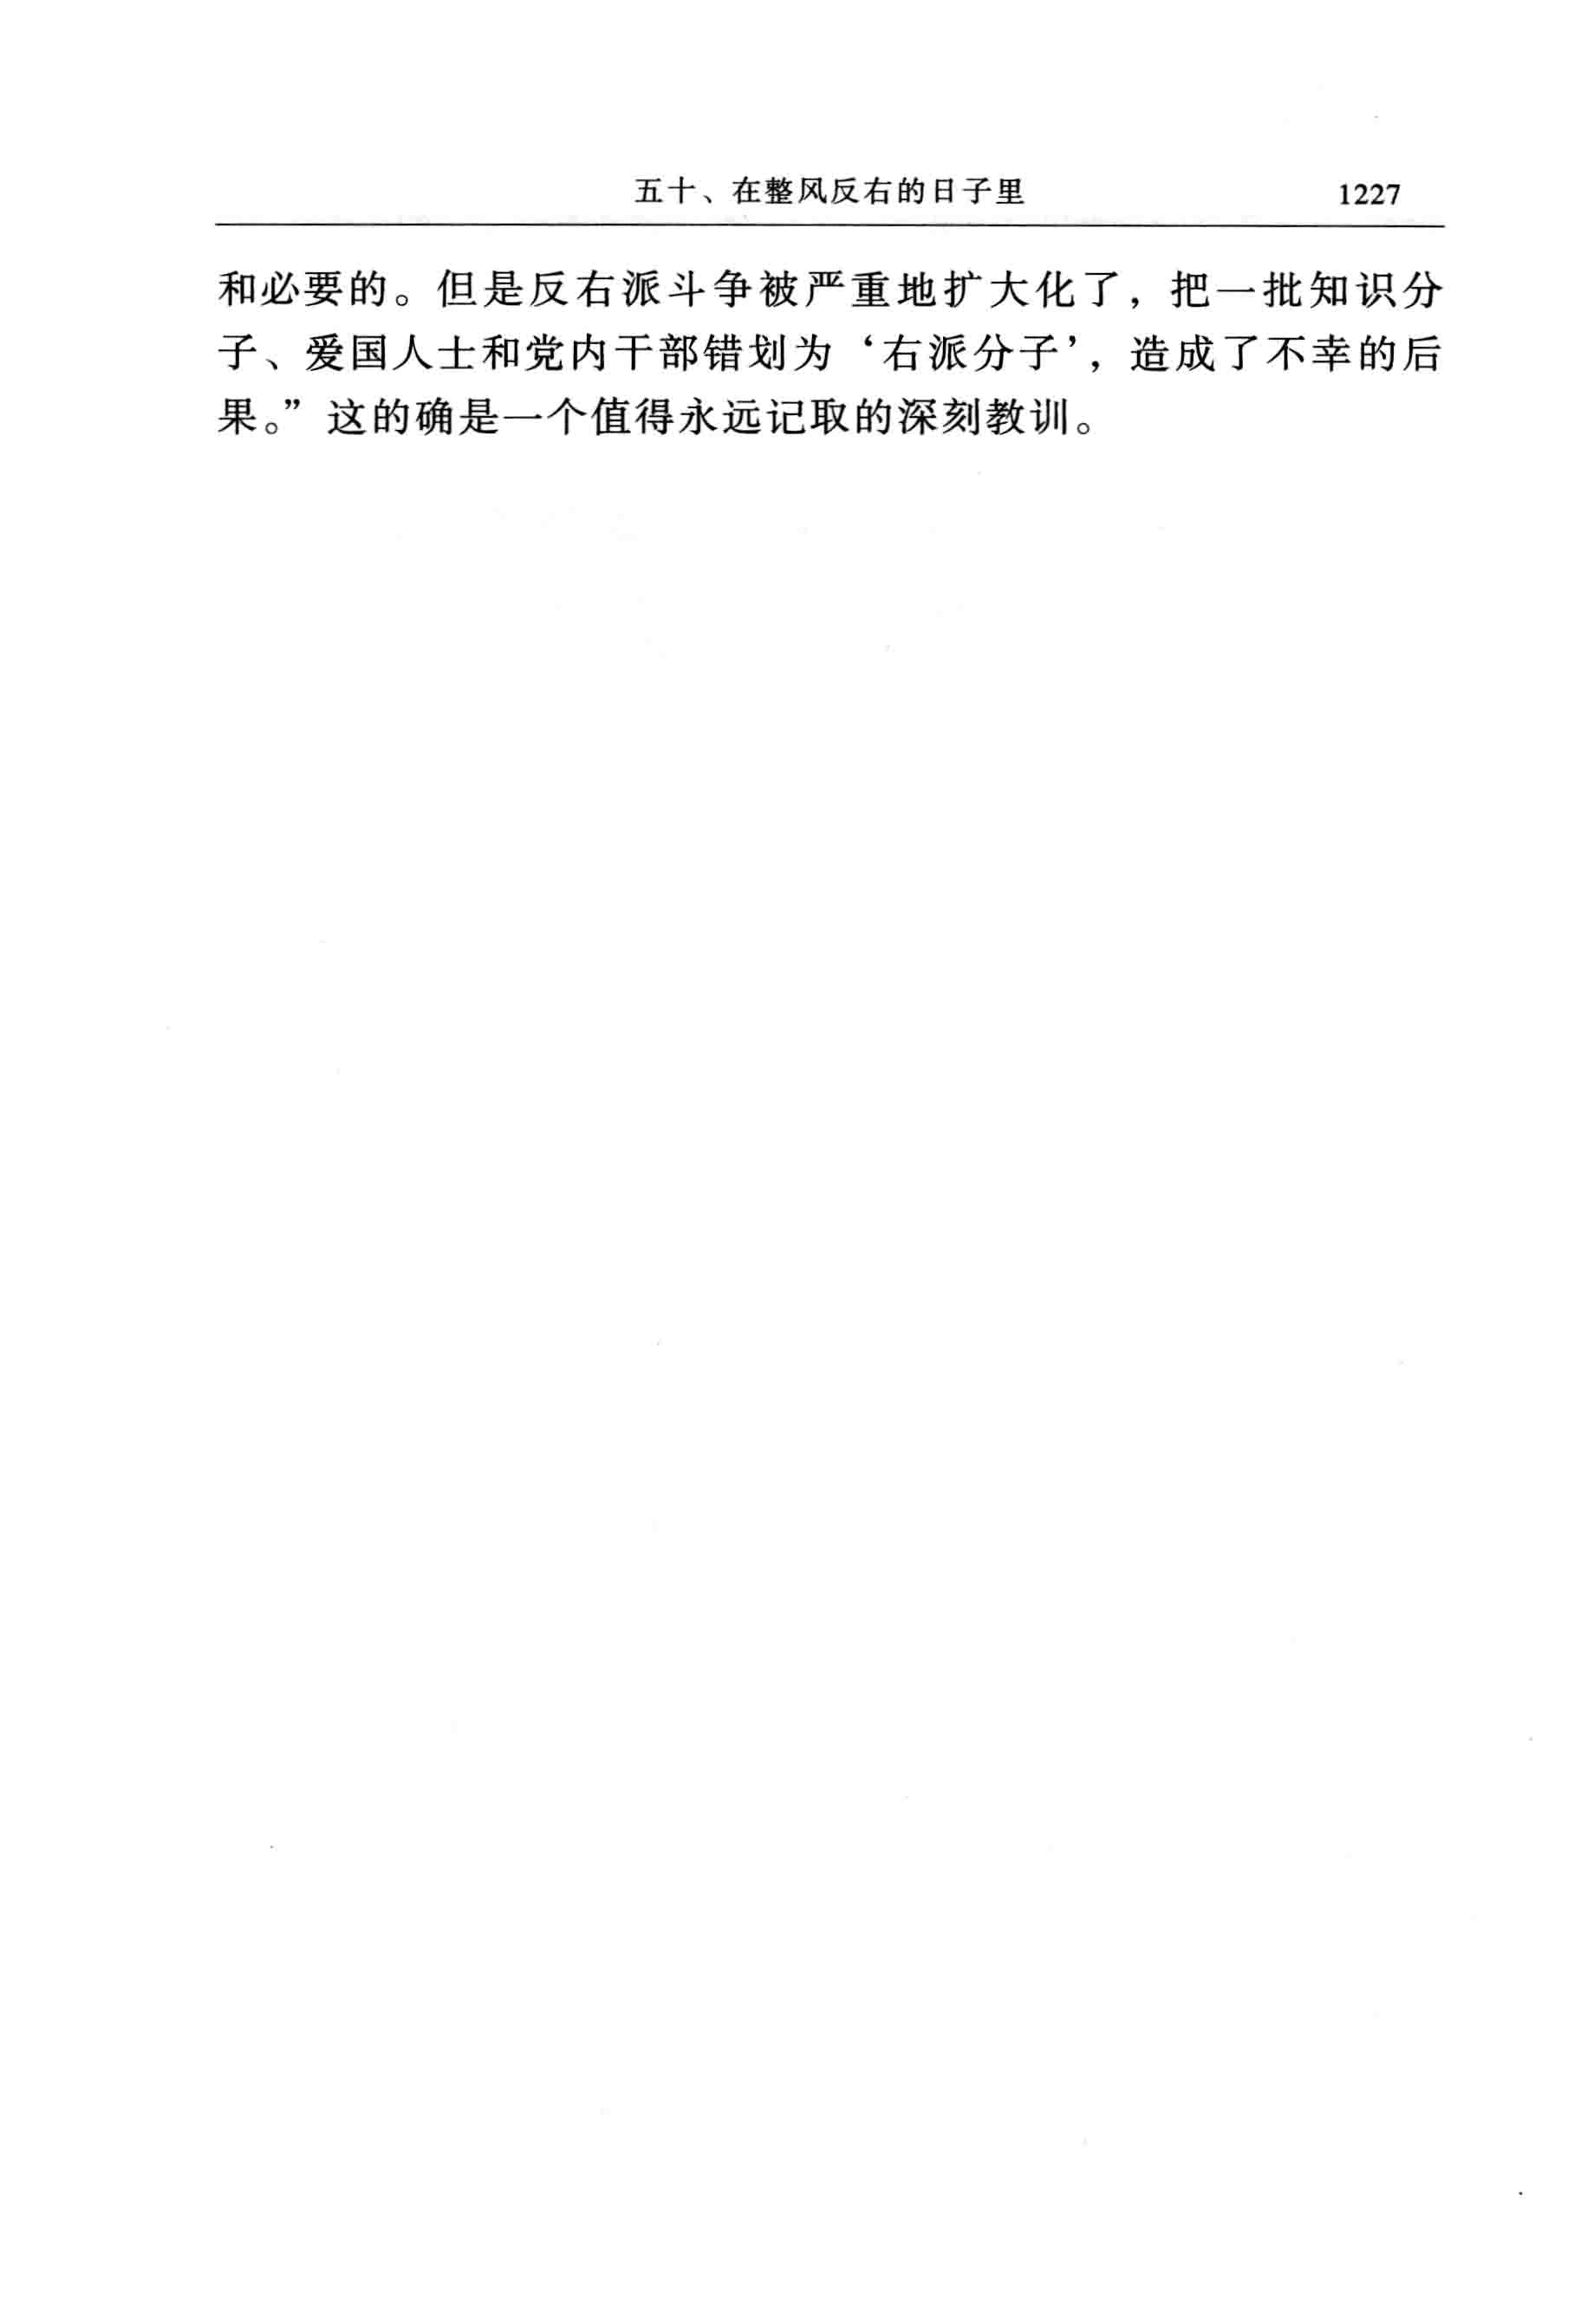 五十、在整风反右的日子里 1227
和必要的。但是反右派斗争被严重地扩大化了，把一批知识分
子、爱国人士和党内干部错划为‘右派分子’，造成了不幸的后
果。”这的确是一个值得永远记取的深刻教训。